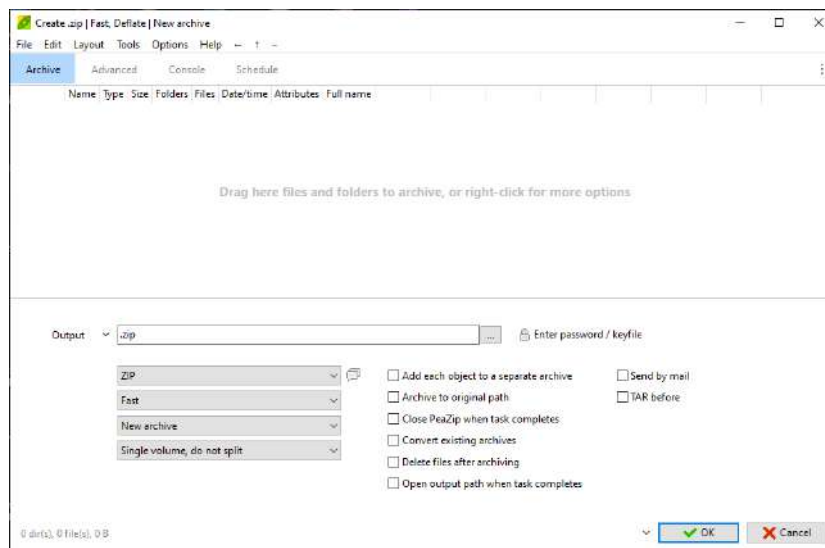 Create .zip | Fast, Deflate | New archive
File Edit Layout Tools Options Help
Archive Advanced Console Schedule
Name Type Size Folders Files Date/time Attributes Full name
Drag here files and folders to archive, or right-click for more options
Output .zip ... Enter password / keyfile
ZIP Add each object to a separate archive Send by mail
Fast Archive to original path TAR before
New archive Close PeaZip when task completes
Single volume, do not split Convert existing archives
Delete files after archiving
Open output path when task completes
0 dir(s), 0 file(s), 0 B OK Cancel